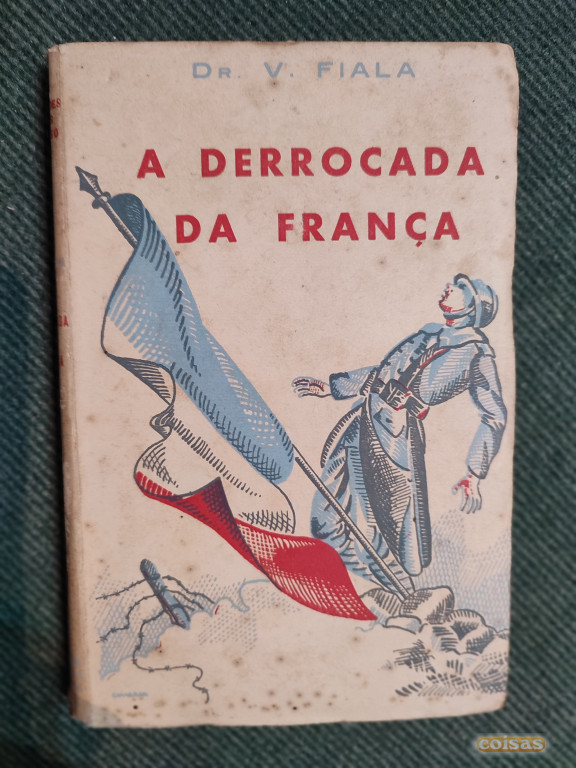 DR. V. FIALA
A DERROCADA
DA FRANÇA
coisas